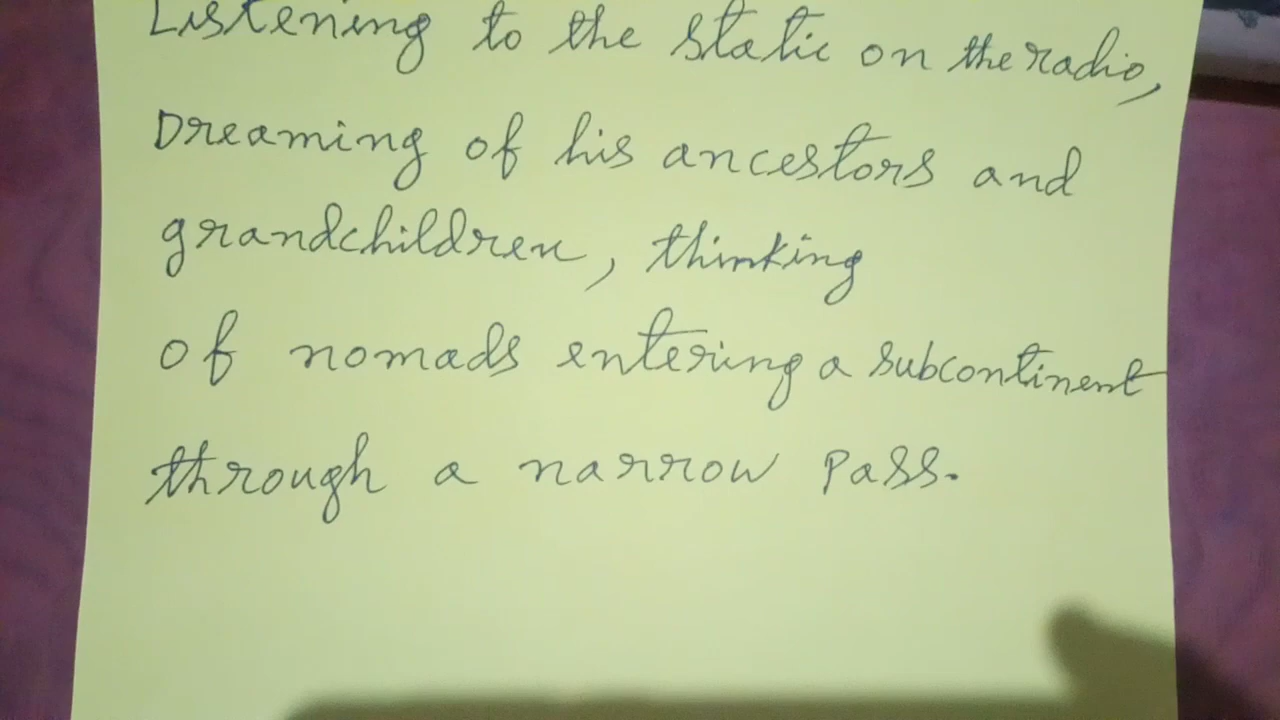 Listening to the static on the radio,
Dreaming of his ancestors and
grandchildren, thinking
of nomads entering a subcontinent
through a narrow pass.